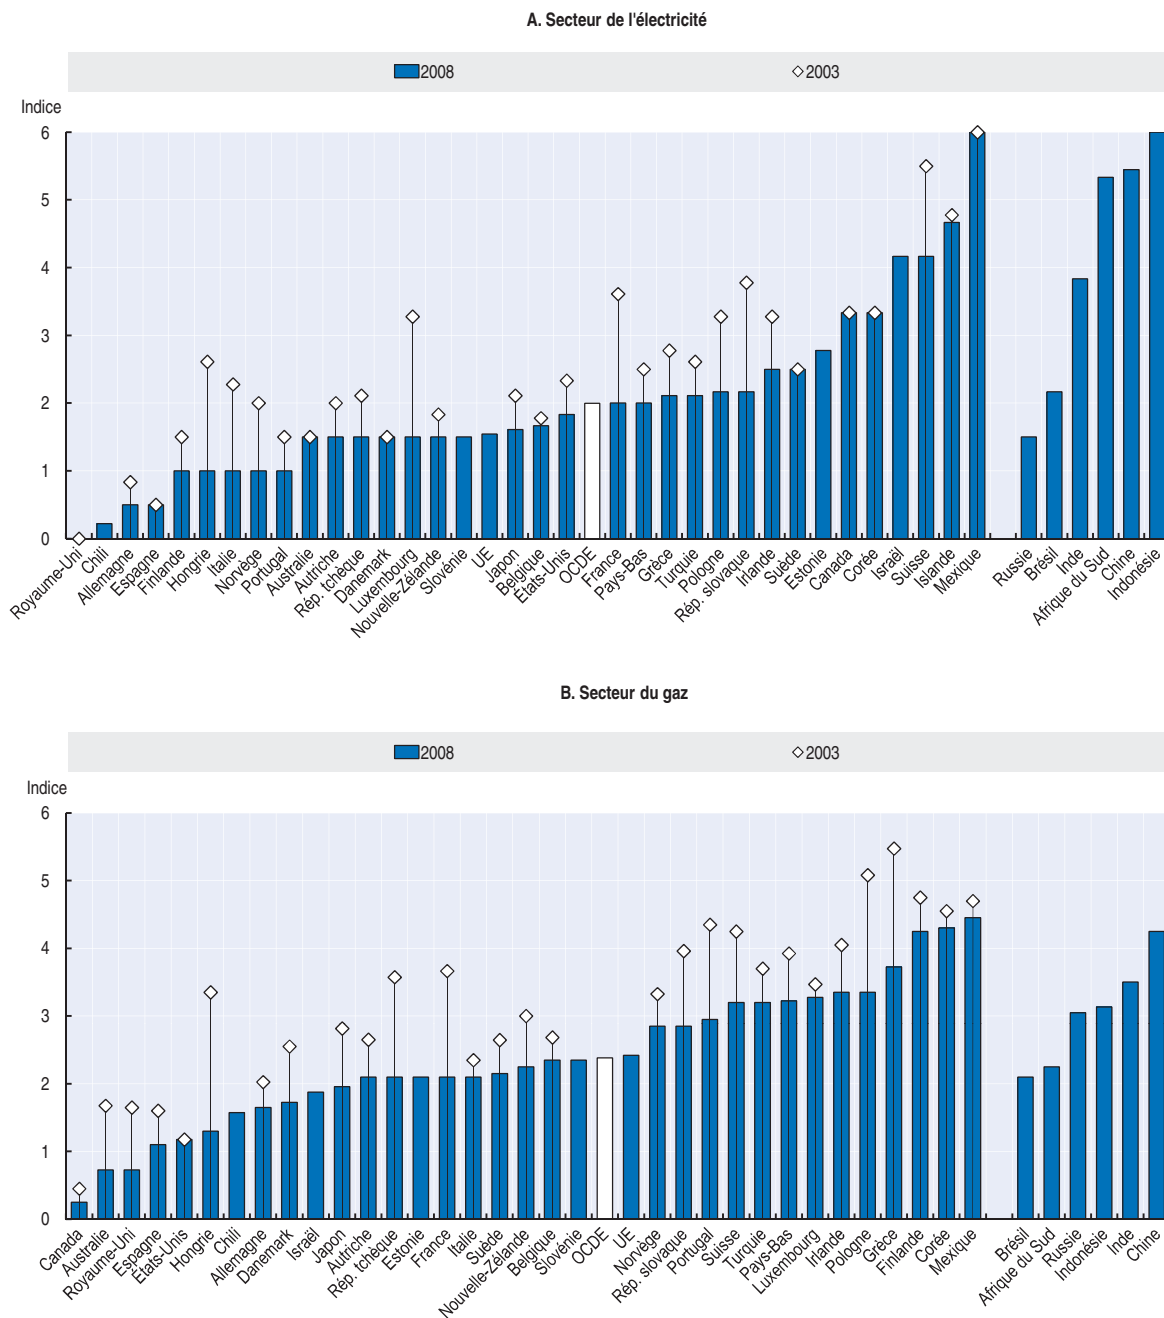 A. Secteur de l'électricité
2008
2003
Indice
6
5
4
3
2
1
0
Royaume-Uni
Chili
Allemagne
Espagne
Finlande
Hongrie
Italie
Norvège
Portugal
Australie
Autriche
Rép. tchèque
Danemark
Luxembourg
Nouvelle-Zélande
Slovénie
UE
Japon
Belgique
États-Unis
OCDE
France
Pays-Bas
Grèce
Turquie
Pologne
Rép. slovaque
Irlande
Suède
Estonie
Canada
Corée
Israël
Suisse
Islande
Mexique
Russie
Brésil
Inde
Afrique du Sud
Chine
Indonésie
B. Secteur du gaz
2008
2003
Indice
6
5
4
3
2
1
0
Canada
Australie
Royaume-Uni
Espagne
États-Unis
Hongrie
Chili
Allemagne
Danemark
Israël
Japon
Autriche
Rép. tchèque
Estonie
France
Italie
Suède
Nouvelle-Zélande
Belgique
Slovénie
OCDE
UE
Norvège
Rép. slovaque
Portugal
Suisse
Turquie
Pays-Bas
Luxembourg
Irlande
Pologne
Grèce
Finlande
Corée
Mexique
Brésil
Afrique du Sud
Russie
Indonésie
Inde
Chine